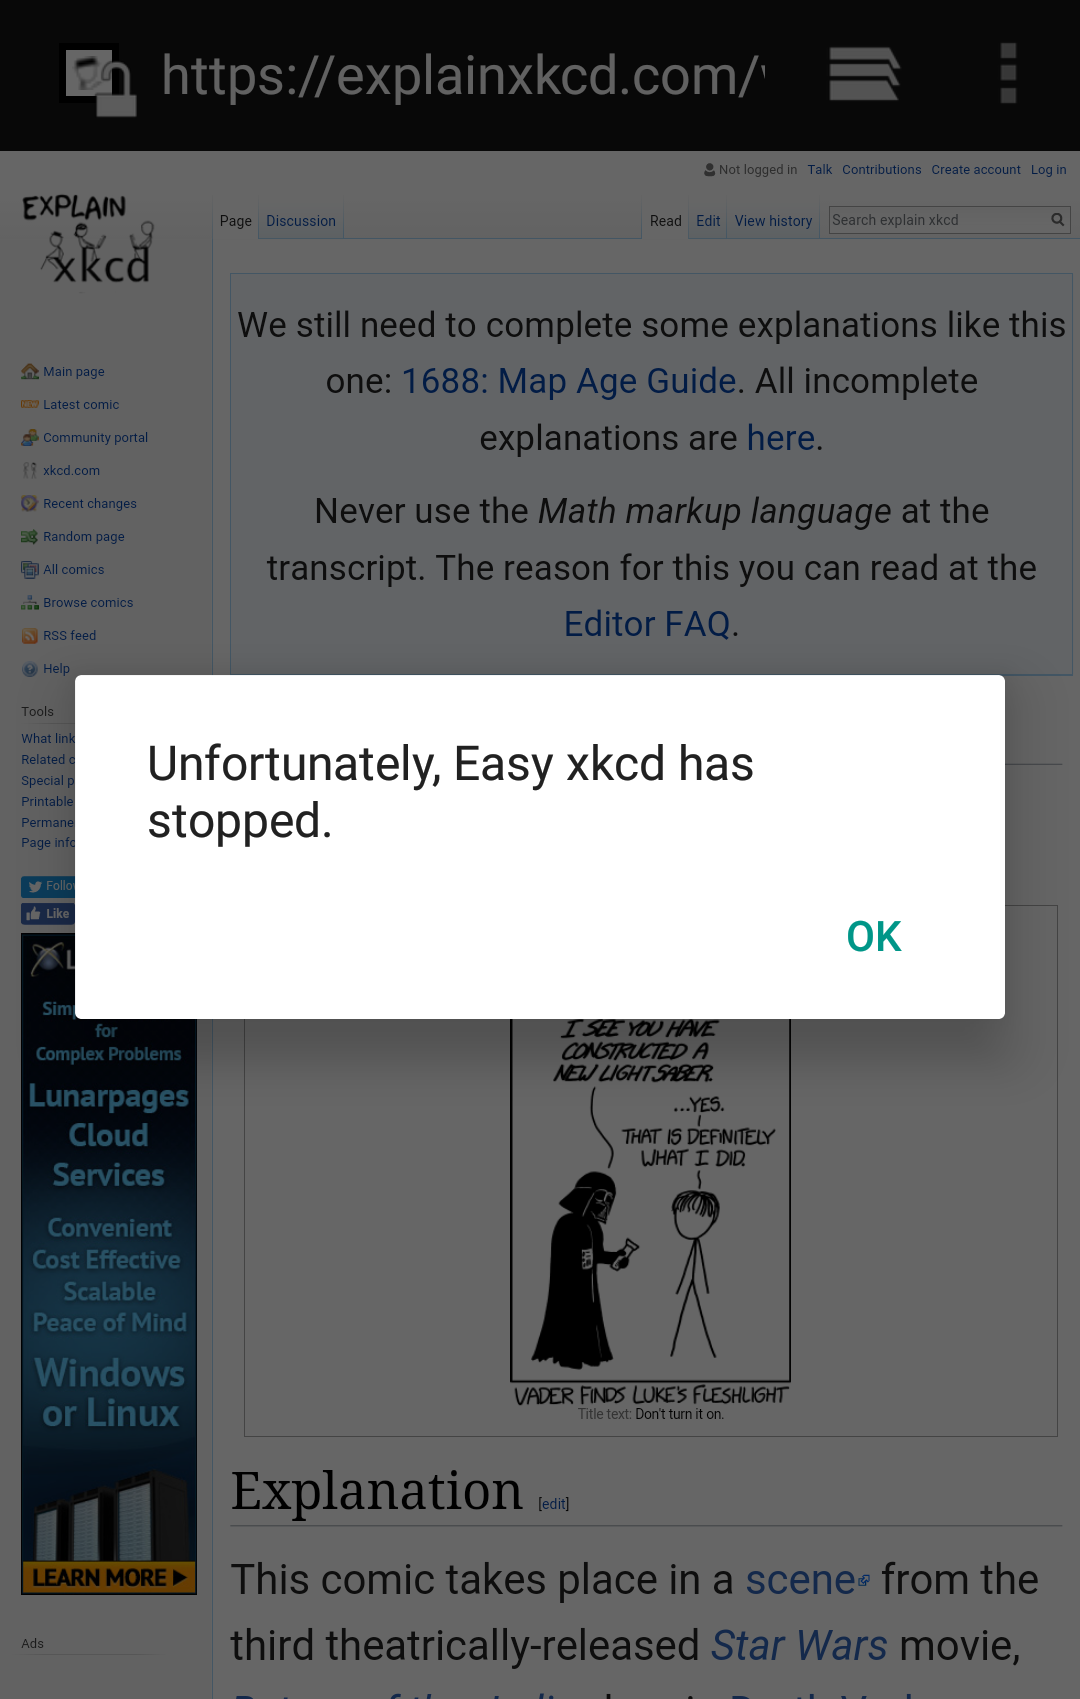 https://explainxkcd.com/
Not logged in Talk Contributions Create account Log in
EXPLAIN
xkcd
Page Discussion Read Edit View history Search explain xkcd
We still need to complete some explanations like this
one: 1688: Map Age Guide. All incomplete
explanations are here.
Never use the Math markup language at the
transcript. The reason for this you can read at the
Editor FAQ.
Main page
Latest comic
Community portal
xkcd.com
Recent changes
Random page
All comics
Browse comics
RSS feed
Help
Tools
What link
Related c
Special p
Printable
Permane
Page info
Follow
Like
Unfortunately, Easy xkcd has
stopped.
OK
L
Simp
for
Complex Problems
Lunarpages
Cloud
Services
Convenient
Cost Effective
Scalable
Peace of Mind
Windows
or Linux
LEARN MORE
Ads
I SEE YOU HAVE
CONSTRUCTED A
NEW LIGHTSABER.
...YES.
THAT IS DEFINITELY
WHAT I DID.
VADER FINDS LUKE'S FLESHLIGHT
Title text: Don't turn it on.
Explanation [edit]
This comic takes place in a scene from the
third theatrically-released Star Wars movie,